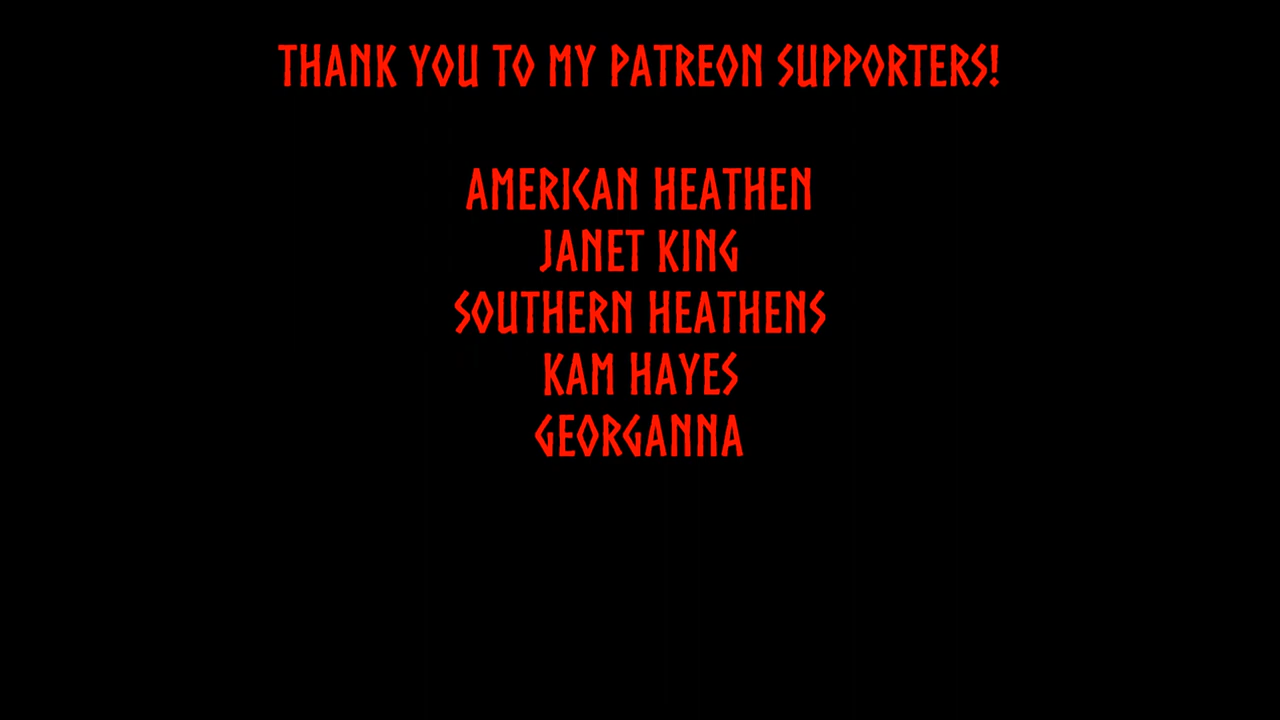 THANK YOU TO MY PATREON SUPPORTERS!
AMERICAN HEATHEN
JANET KING
SOUTHERN HEATHENS
KAM HAYES
GEORGANNA